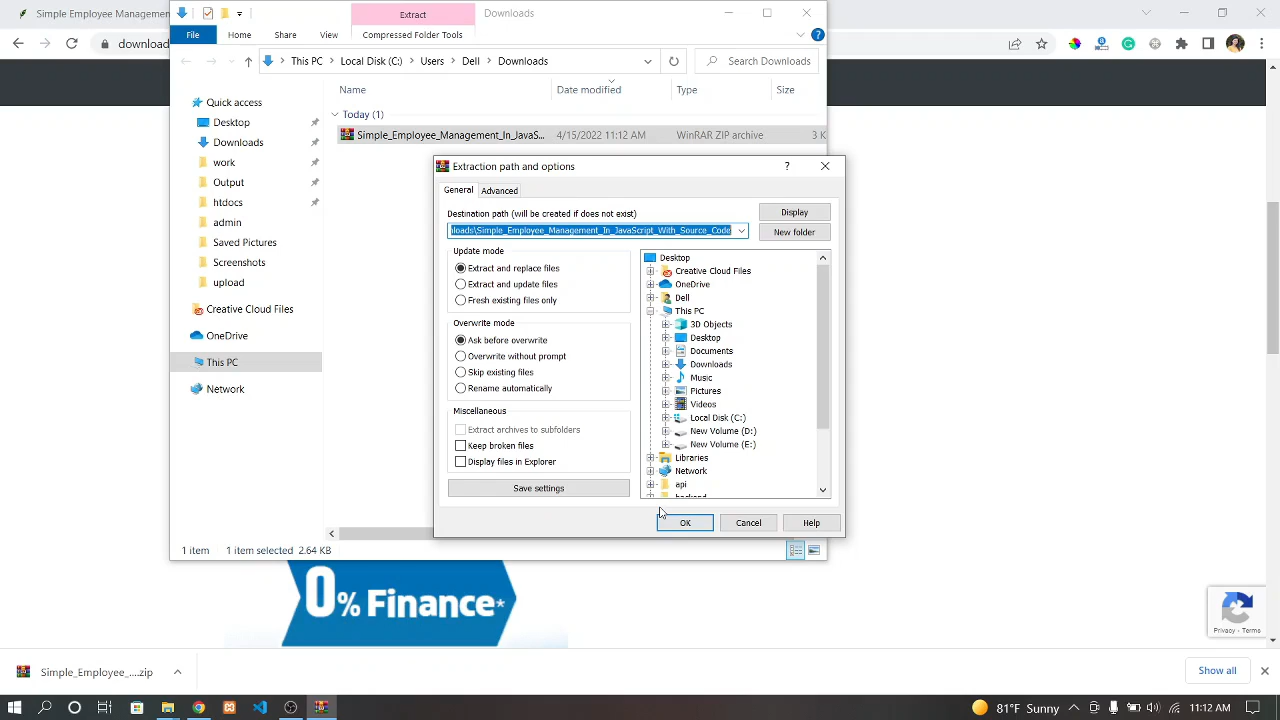 Simple Employee Management
Extract
Downloads
File
Home
Share
View
Compressed Folder Tools
download
This PC
Local Disk (C:)
Users
Dell
Downloads
Search Downloads
Name
Date modified
Type
Size
Quick access
Today (1)
Desktop
Simple_Employee_Management_In_JavaS...
4/15/2022 11:12 AM
WinRAR ZIP archive
3 K
Downloads
work
Output
htdocs
admin
Saved Pictures
Screenshots
upload
Creative Cloud Files
OneDrive
This PC
Network
Extraction path and options
?
General
Advanced
Destination path (will be created if does not exist)
Display
loads\Simple_Employee_Management_In_JavaScript_With_Source_Code
New folder
Update mode
Extract and replace files
Extract and update files
Fresh existing files only
Overwrite mode
Ask before overwrite
Overwrite without prompt
Skip existing files
Rename automatically
Miscellaneous
Extract archives to subfolders
Keep broken files
Display files in Explorer
Save settings
Desktop
Creative Cloud Files
OneDrive
Dell
This PC
3D Objects
Desktop
Documents
Downloads
Music
Pictures
Videos
Local Disk (C:)
New Volume (D:)
New Volume (E:)
Libraries
Network
api
backend
OK
Cancel
Help
1 item
1 item selected 2.64 KB
0% Finance*
Privacy - Terms
Simple_Employee_....zip
Show all
81°F Sunny
11:12 AM